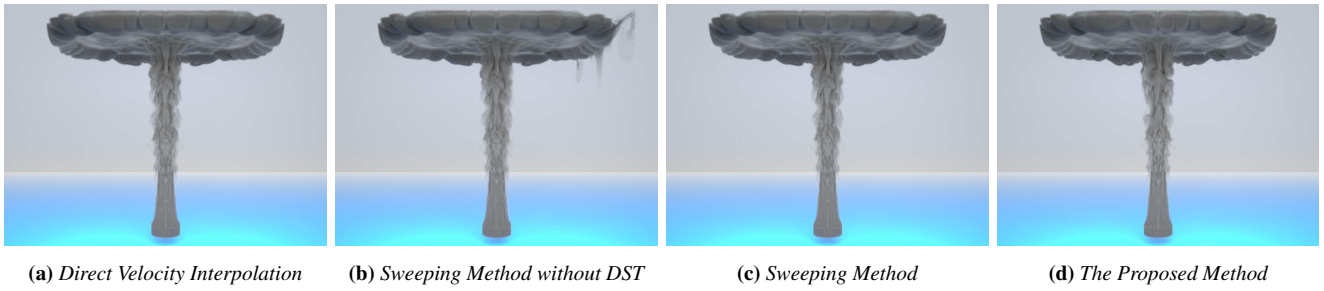 (a) Direct Velocity Interpolation
(b) Sweeping Method without DST
(c) Sweeping Method
(d) The Proposed Method